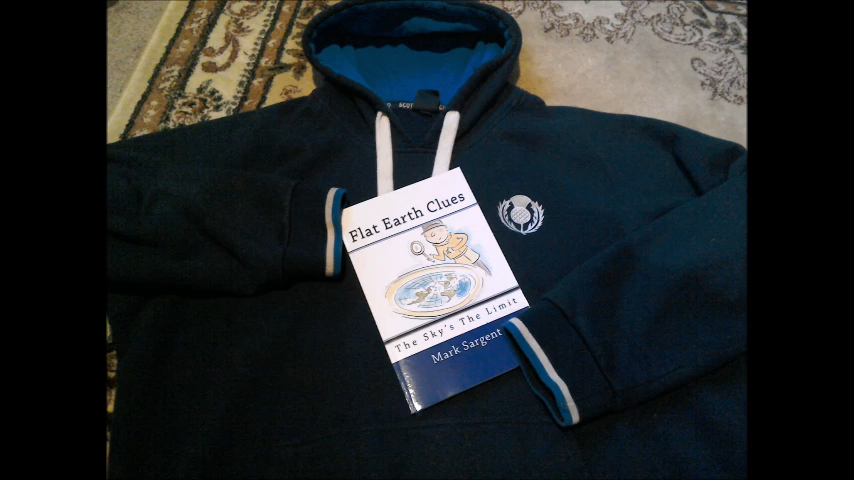 Flat Earth Clues
The Sky's The Limit
Mark Sargent